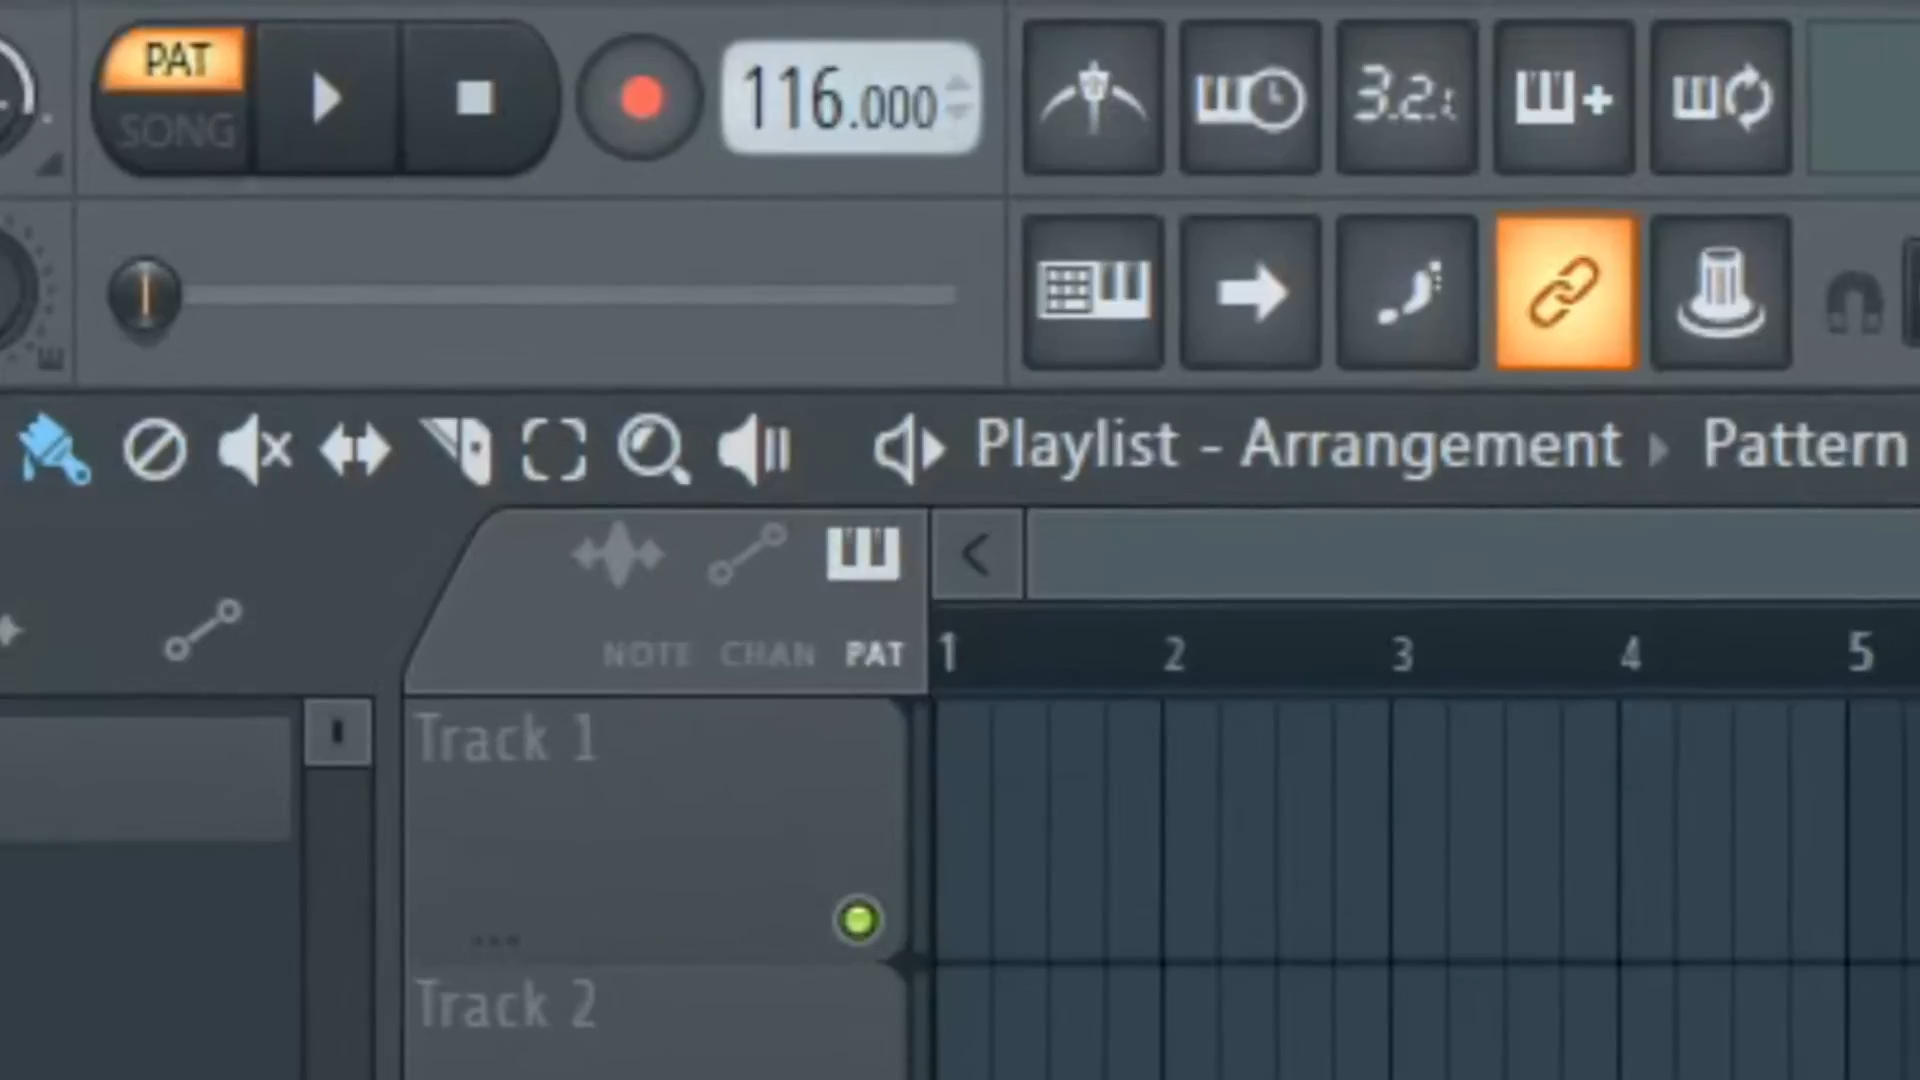 PAT
SONG
116.000
3.2:
Playlist - Arrangement Pattern
NOTE CHAN PAT
1 2 3 4 5
Track 1
Track 2